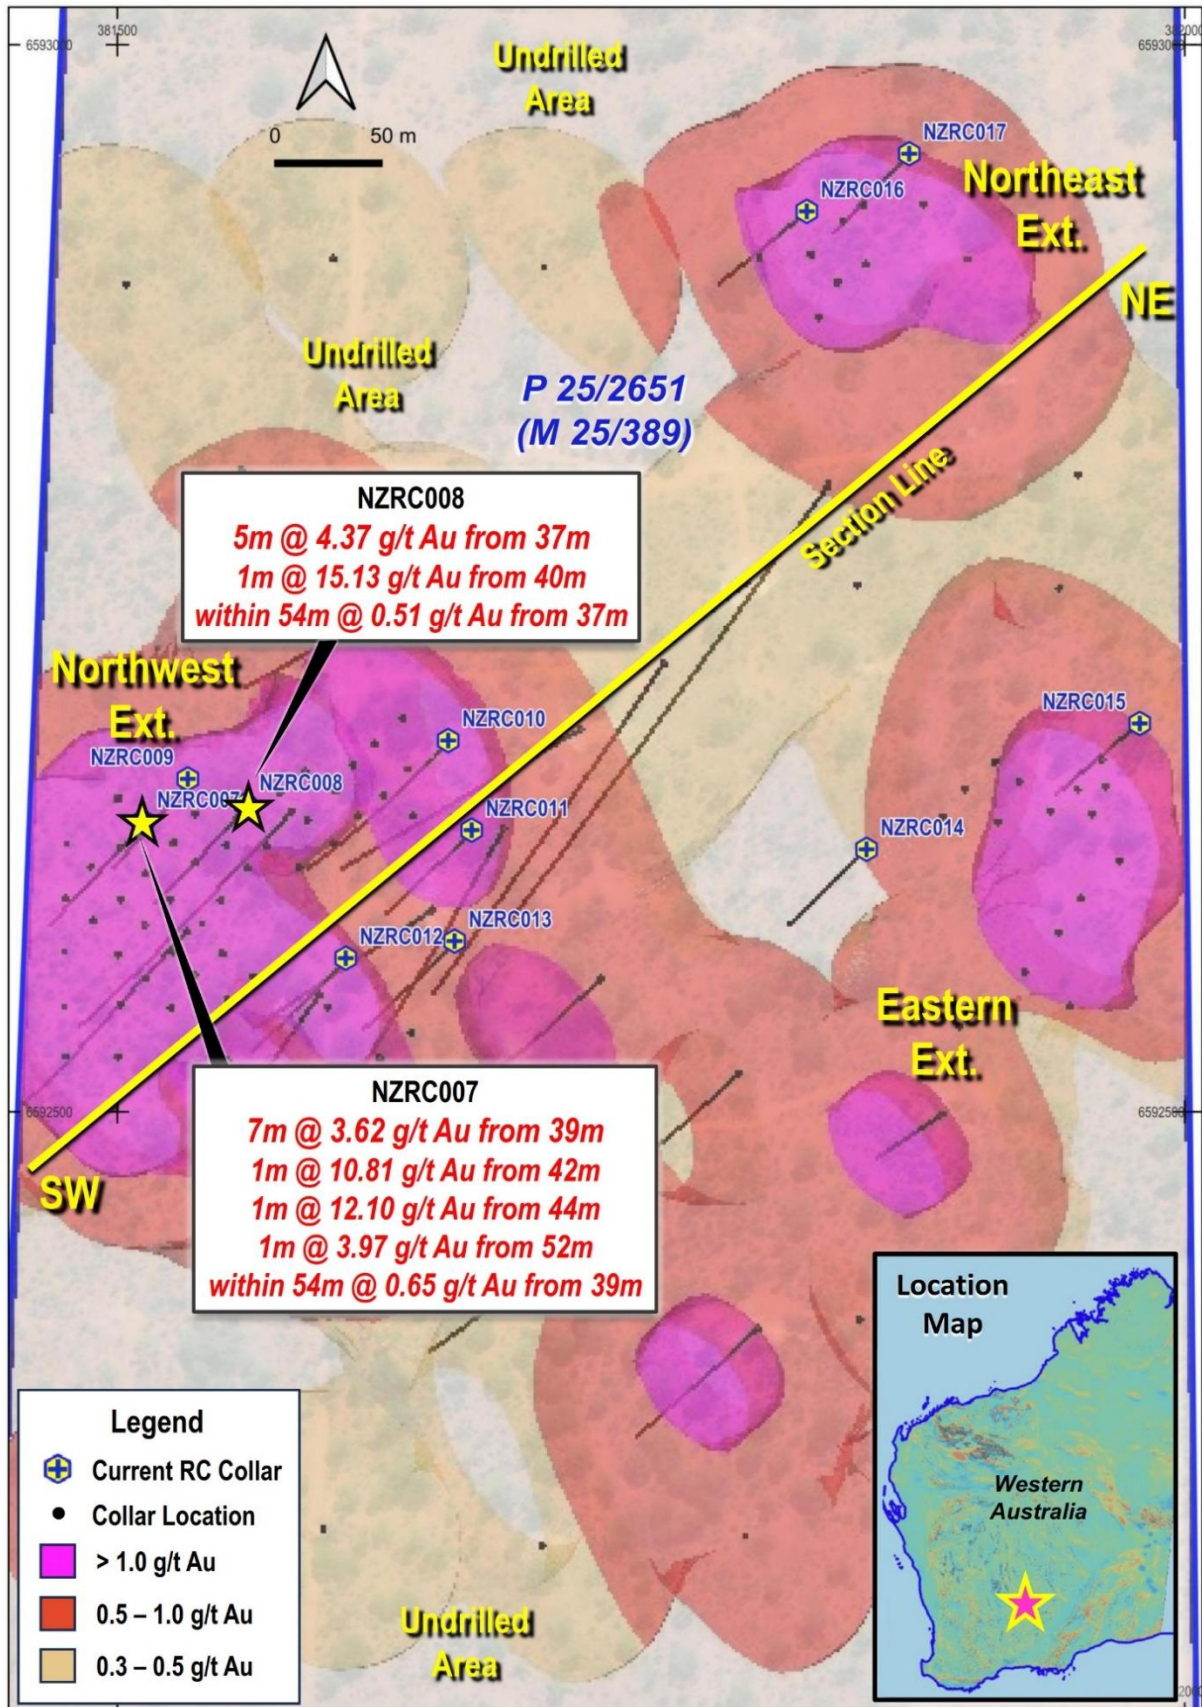 381500
382000
6593000
6593000
Undrilled
Area
0
50 m
NZRC017
NZRC016
Northeast
Ext.
NE
Undrilled
Area
P 25/2651
(M 25/389)
Section Line
NZRC008
5m @ 4.37 g/t Au from 37m
1m @ 15.13 g/t Au from 40m
within 54m @ 0.51 g/t Au from 37m
Northwest
Ext.
NZRC010
NZRC015
NZRC009
NZRC007
NZRC008
NZRC011
NZRC014
NZRC013
NZRC012
Eastern
Ext.
6592500
6592500
SW
NZRC007
7m @ 3.62 g/t Au from 39m
1m @ 10.81 g/t Au from 42m
1m @ 12.10 g/t Au from 44m
1m @ 3.97 g/t Au from 52m
within 54m @ 0.65 g/t Au from 39m
Location
Map
Western
Australia
Legend
Current RC Collar
Collar Location
> 1.0 g/t Au
0.5 – 1.0 g/t Au
0.3 – 0.5 g/t Au
Undrilled
Area